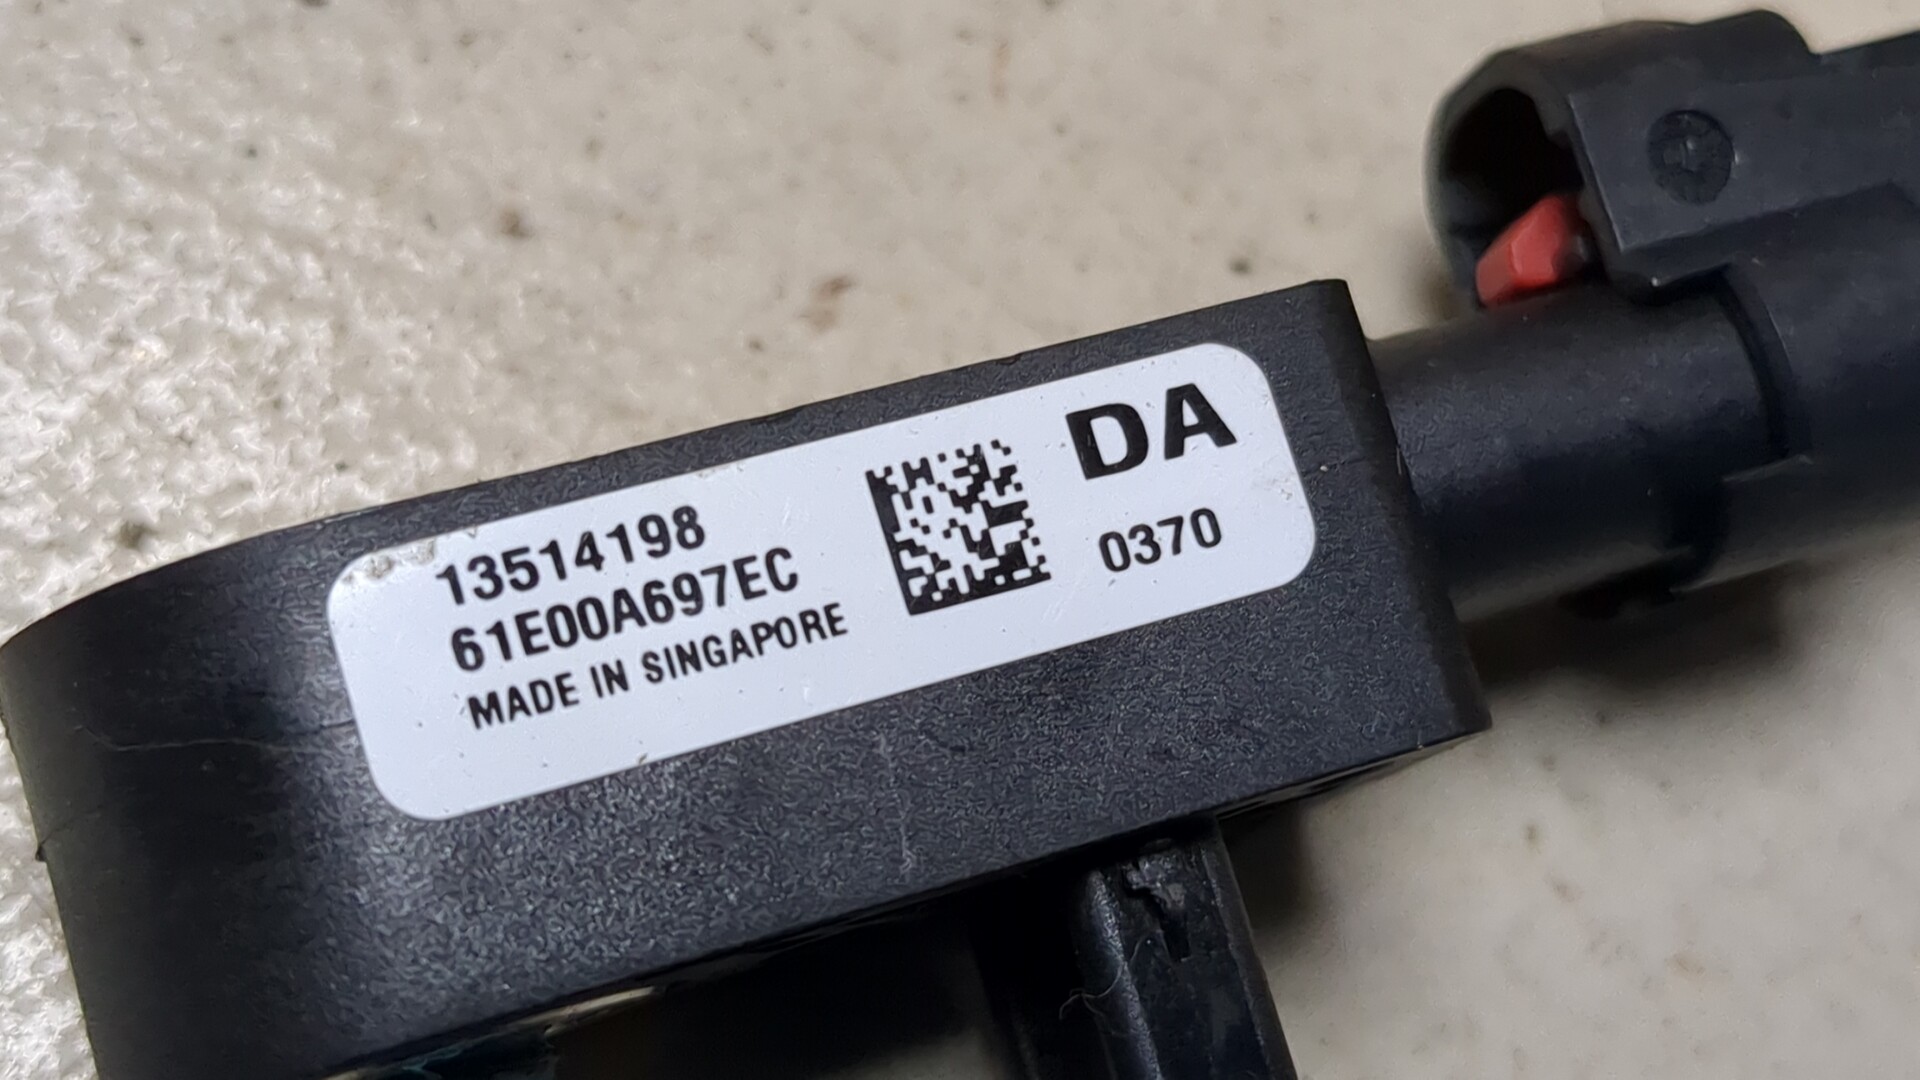 13514198
61E00A697EC
MADE IN SINGAPORE
DA
0370